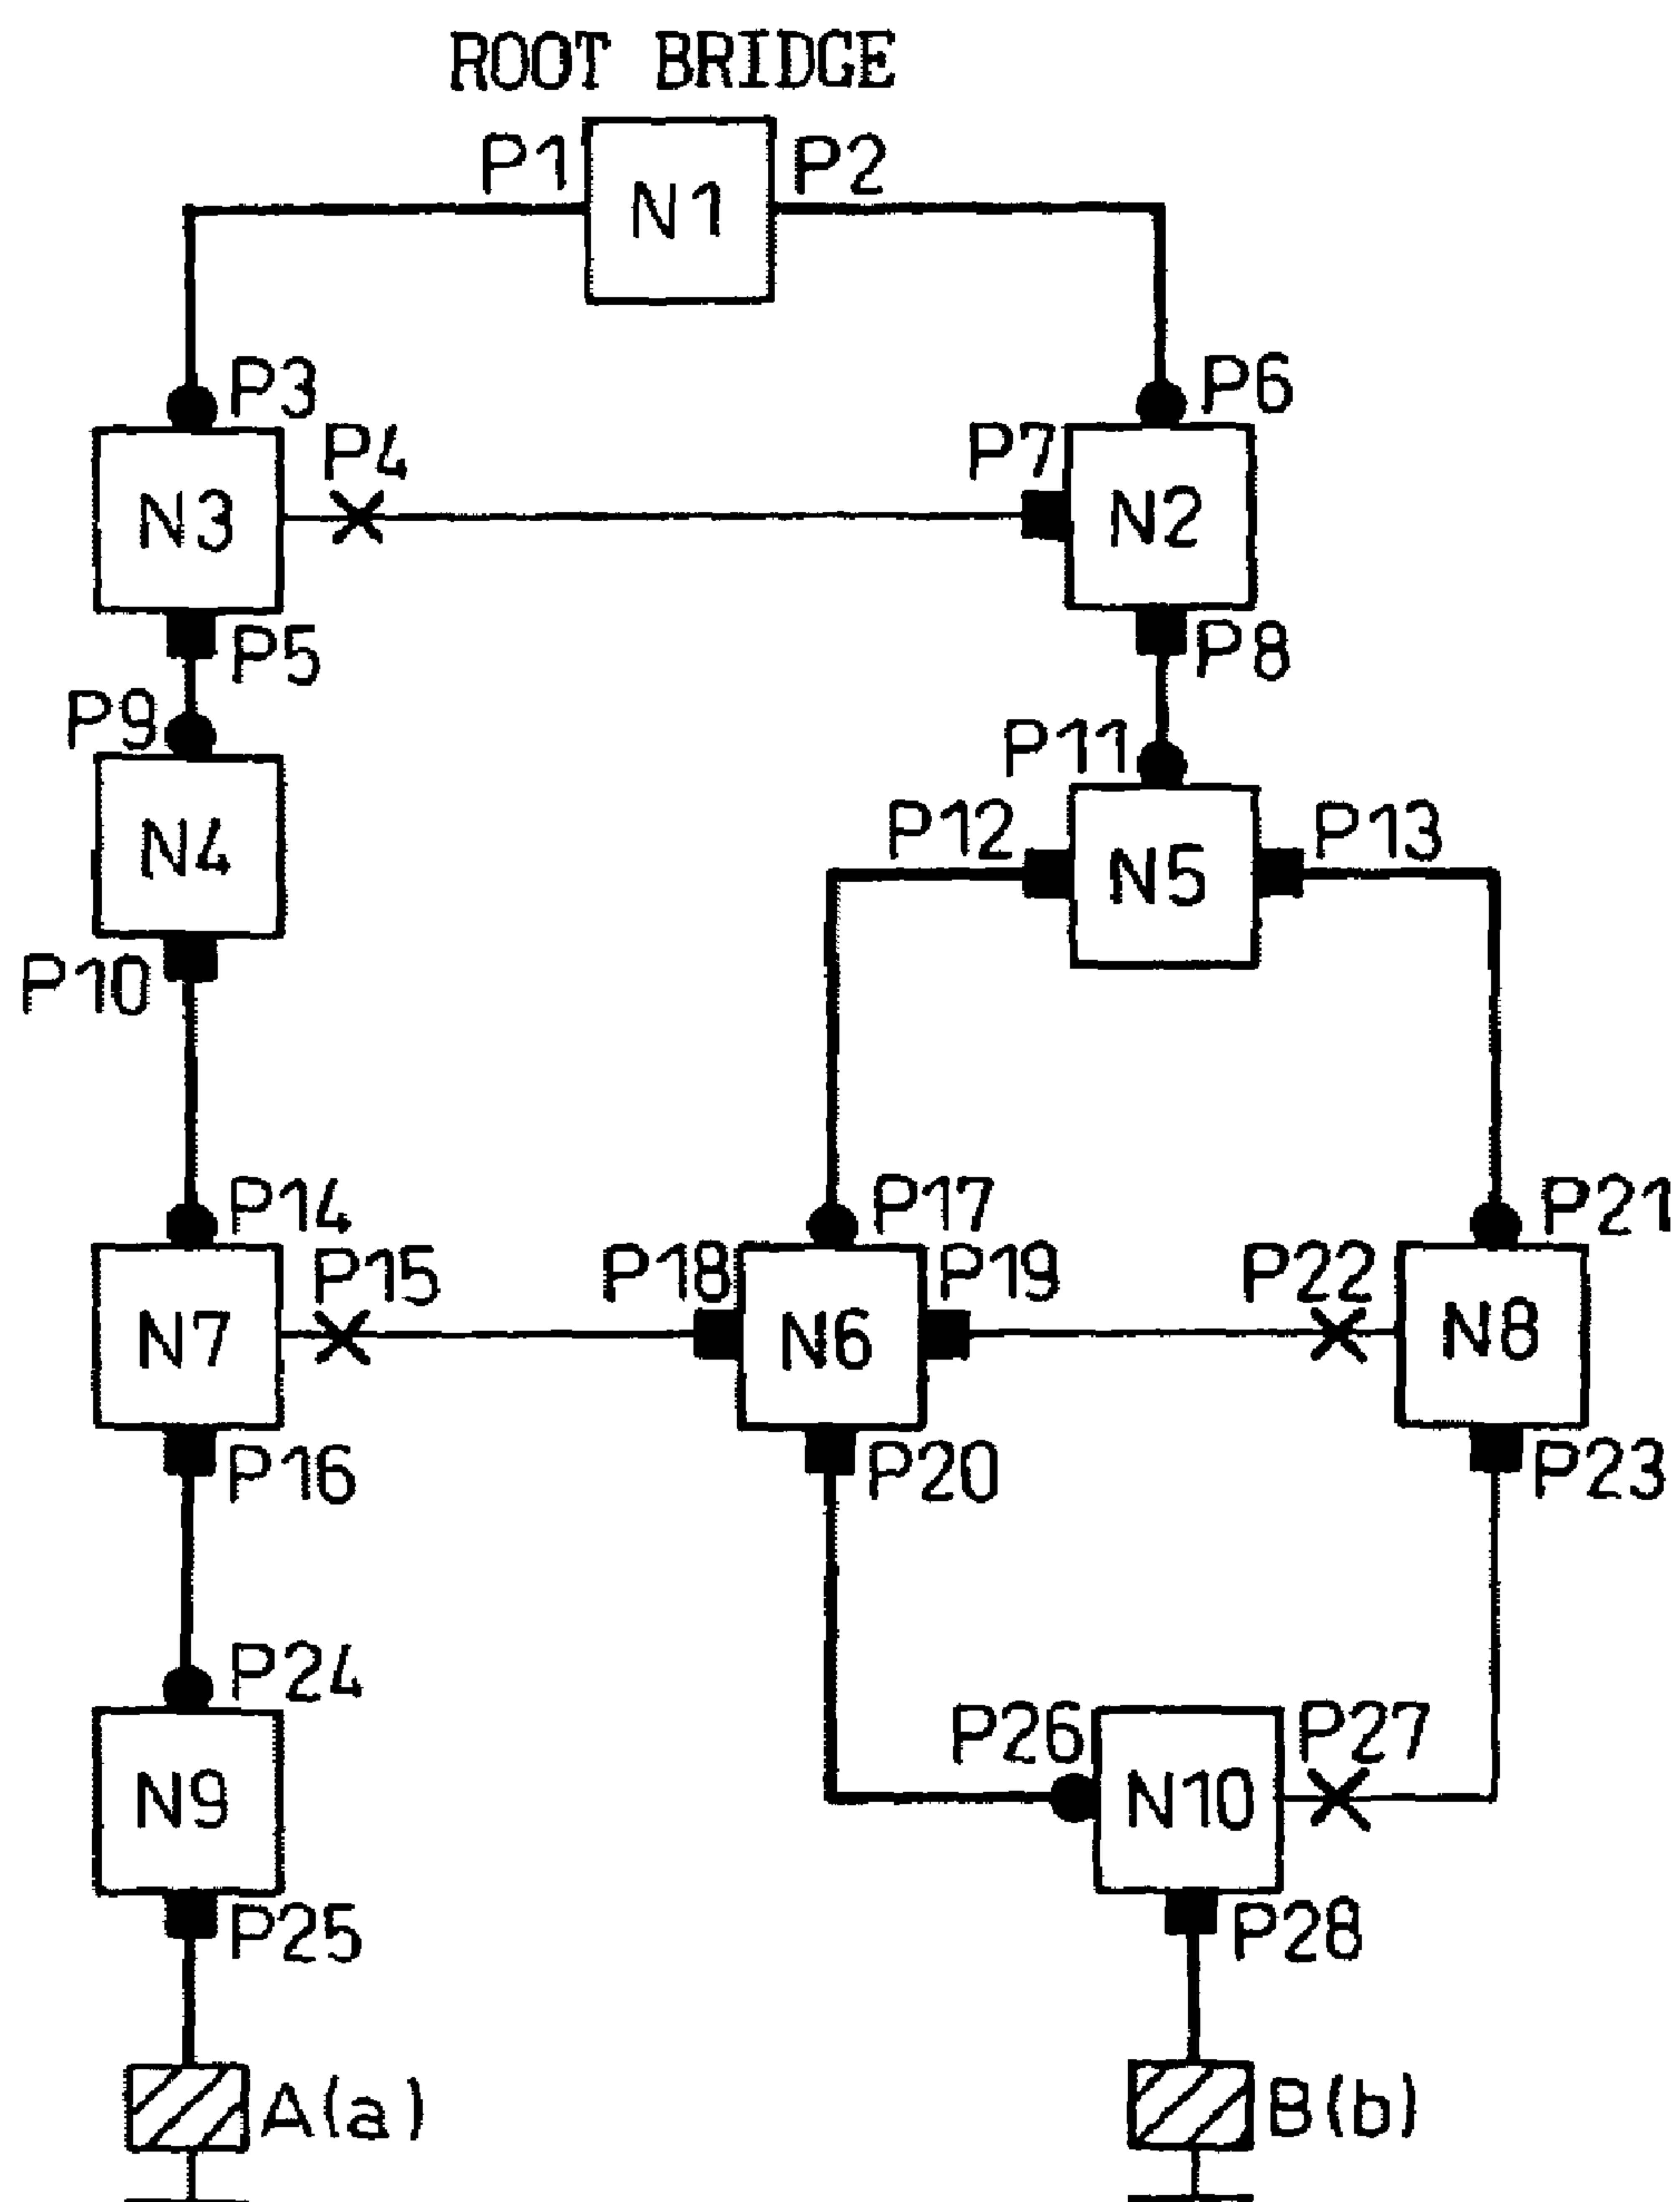 ROOT BRIDGE
P1
N1
P2
P3
P6
P4
P7
N3
N2
P5
P8
P9
P11
N4
P12
N5
P13
P10
P14
P17
P21
P15
P18
P19
P22
N7
N6
N8
P16
P20
P23
P24
P26
P27
N9
N10
P25
P28
A(a)
B(b)